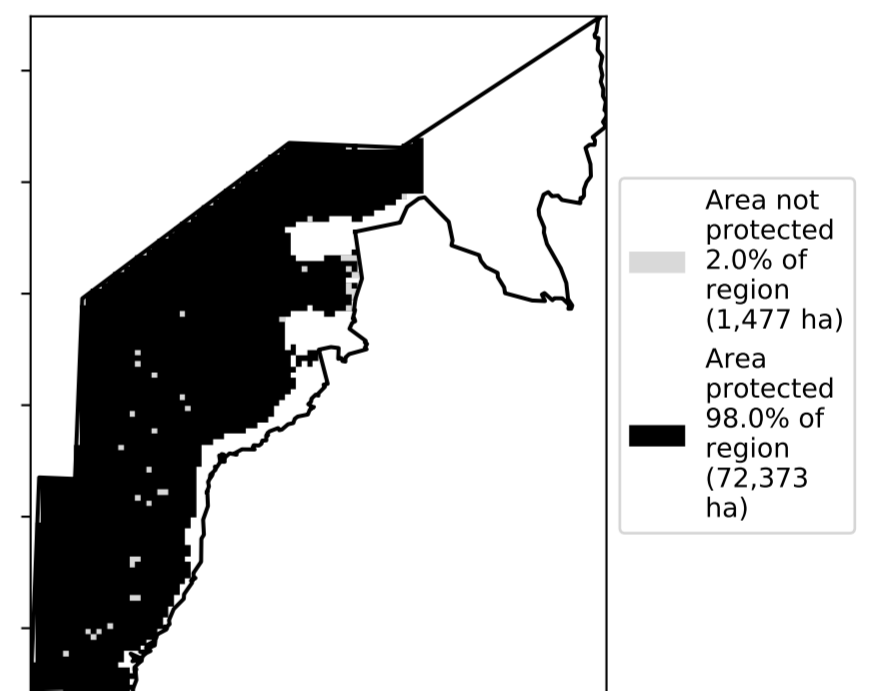 Area not
protected
2.0% of
region
(1,477 ha)
Area
protected
98.0% of
region
(72,373
ha)